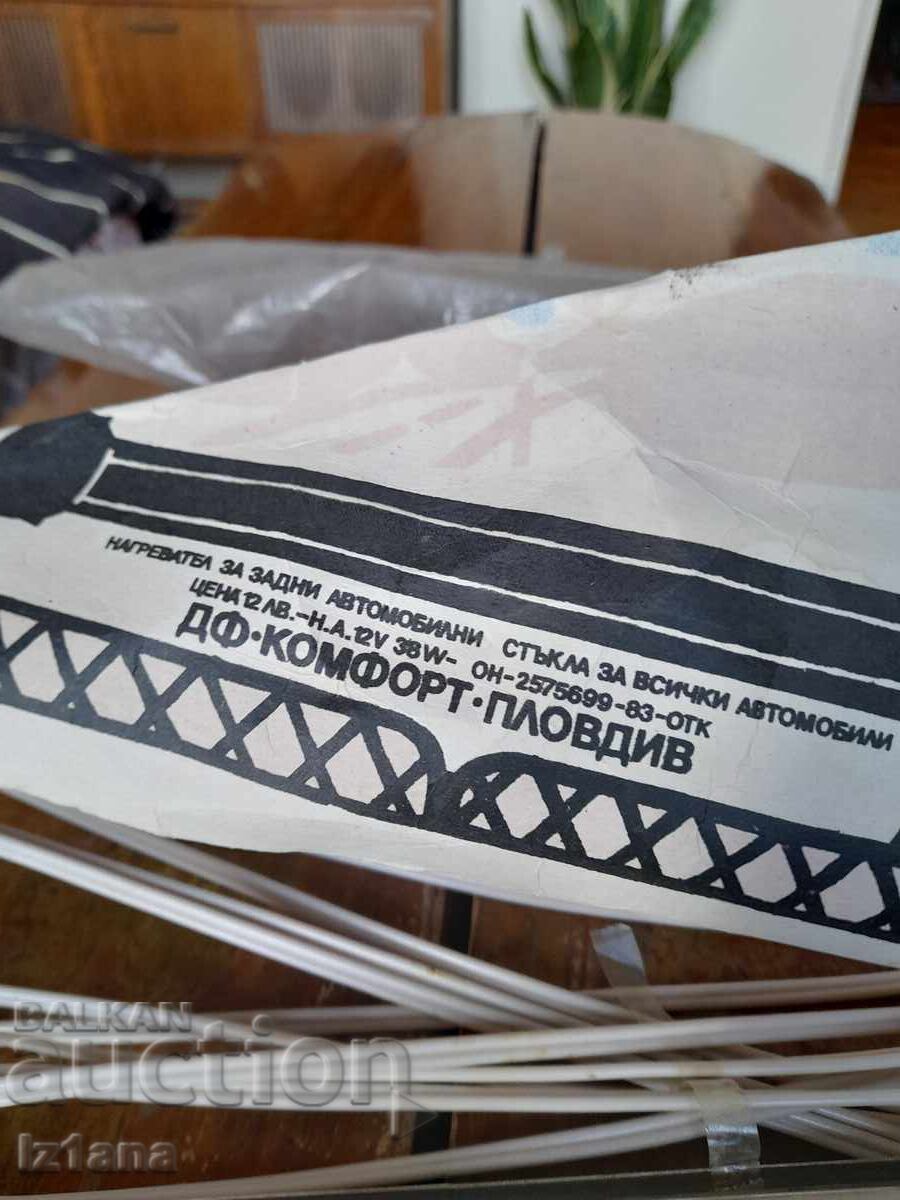 НАГРЕВАТЕЛ ЗА ЗАДНИ АВТОМОБИЛНИ СТЪКЛА ЗА ВСИЧКИ АВТОМОБИЛИ
ЦЕНА 12 ЛВ.-Н.А.12V 38W- ОН-2575699-83-ОТК
ДФ·КОМФОРТ·ПЛОВДИВ
BALKAN
auction
Iz1ana